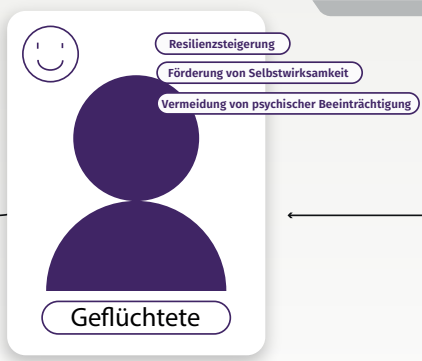 Resilienzsteigerung
Förderung von Selbstwirksamkeit
Vermeidung von psychischer Beeinträchtigung
Geflüchtete